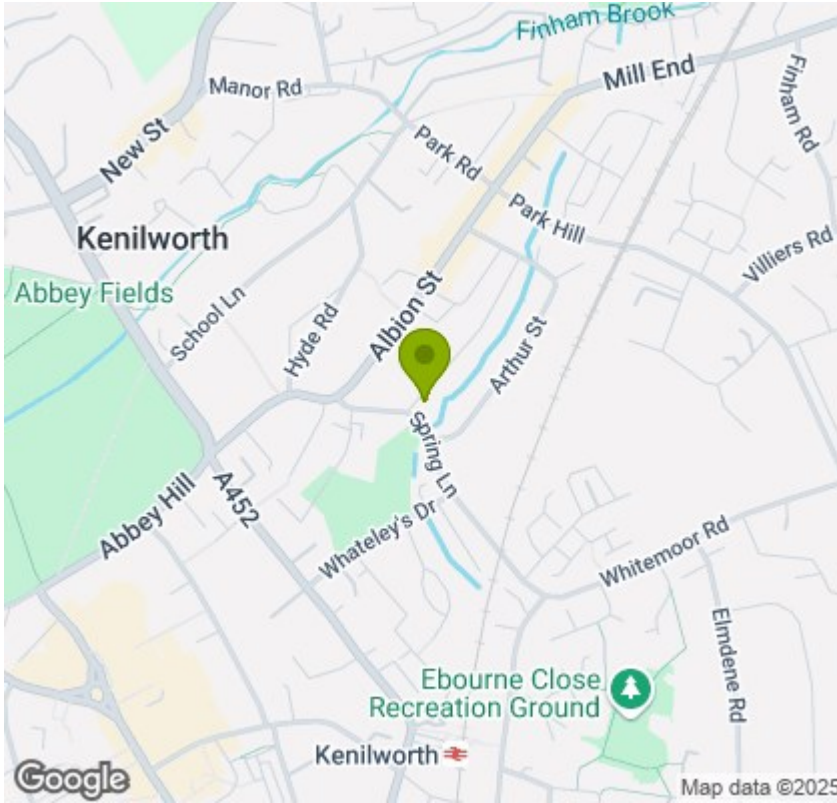 Finham Brook
Mill End
Manor Rd
Finham Rd
New St
Park Rd
Park Hill
Kenilworth
Villiers Rd
Abbey Fields
School Ln
Hyde Rd
Albion St
Arthur St
Spring Ln
A452
Abbey Hill
Whateley's Dr
Whitemoor Rd
Elmdene Rd
Ebourne Close
Recreation Ground
Kenilworth
Google
Map data ©2025